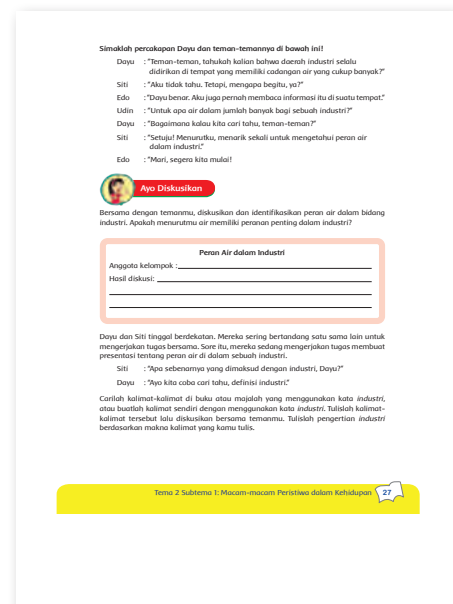 Simaklah percakapan Dayu dan teman-temannya di bawah ini!
Dayu : "Teman-teman, tahukah kalian bahwa daerah industri selalu
didirikan di tempat yang memiliki cadangan air yang cukup banyak?"
Siti : "Aku tidak tahu. Tetapi, mengapa begitu, ya?"
Edo : "Dayu benar. Aku juga pernah membaca informasi itu di suatu tempat."
Udin : "Untuk apa air dalam jumlah banyak bagi sebuah industri?"
Dayu : "Bagaimana kalau kita cari tahu, teman-teman?"
Siti : "Setuju! Menurutku, menarik sekali untuk mengetahui peran air
dalam industri."
Edo : "Mari, segera kita mulai!
Ayo Diskusikan
Bersama dengan temanmu, diskusikan dan identifikasikan peran air dalam bidang
industri. Apakah menurutmu air memiliki peranan penting dalam industri?
Peran Air dalam Industri
Anggota kelompok :
Hasil diskusi:
Dayu dan Siti tinggal berdekatan. Mereka sering bertandang satu sama lain untuk
mengerjakan tugas bersama. Sore itu, mereka sedang mengerjakan tugas membuat
presentasi tentang peran air di dalam sebuah industri.
Siti : "Apa sebenarnya yang dimaksud dengan industri, Dayu?"
Dayu : "Ayo kita coba cari tahu, definisi industri."
Carilah kalimat-kalimat di buku atau majalah yang menggunakan kata industri,
atau buatlah kalimat sendiri dengan menggunakan kata industri. Tulislah kalimat-
kalimat tersebut lalu diskusikan bersama temanmu. Tulislah pengertian industri
berdasarkan makna kalimat yang kamu tulis.
Tema 2 Subtema 1: Macam-macam Peristiwa dalam Kehidupan 27